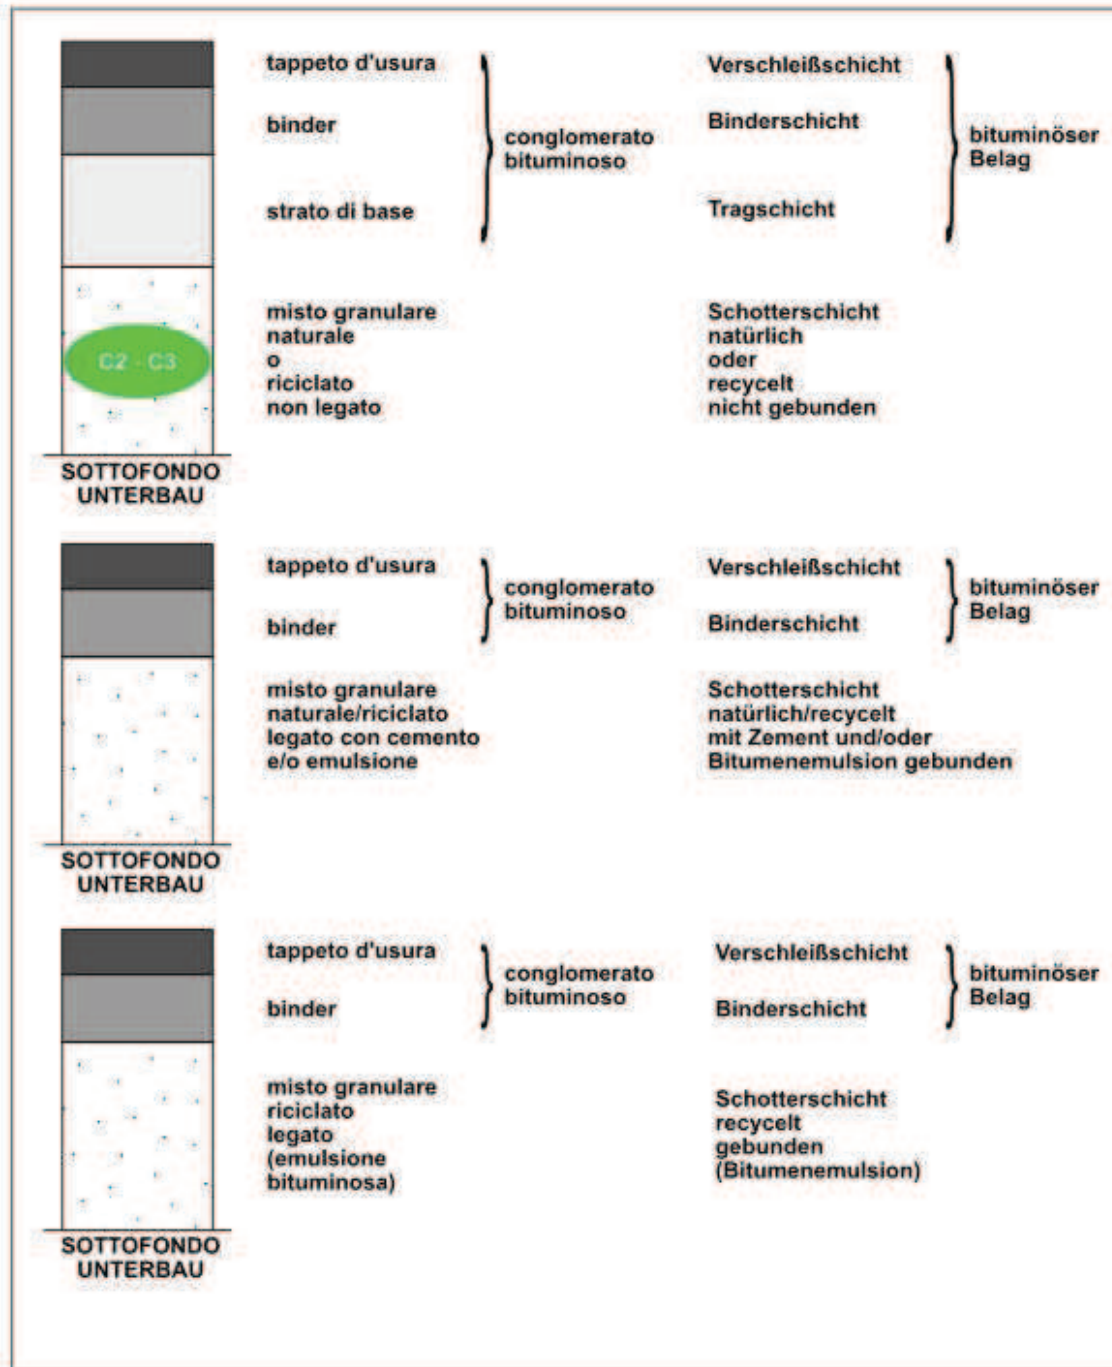 tappeto d'usura
binder
strato di base
conglomerato
bituminoso
Verschleißschicht
Binderschicht
Tragschicht
bituminöser
Belag
C2 - C3
misto granulare
naturale
o
riciclato
non legato
Schotterschicht
natürlich
oder
recycelt
nicht gebunden
SOTTOFONDO
UNTERBAU
tappeto d'usura
binder
conglomerato
bituminoso
Verschleißschicht
Binderschicht
bituminöser
Belag
misto granulare
naturale/riciclato
legato con cemento
e/o emulsione
Schotterschicht
natürlich/recycelt
mit Zement und/oder
Bitumenemulsion gebunden
SOTTOFONDO
UNTERBAU
tappeto d'usura
binder
conglomerato
bituminoso
Verschleißschicht
Binderschicht
bituminöser
Belag
misto granulare
riciclato
legato
(emulsione
bituminosa)
Schotterschicht
recycelt
gebunden
(Bitumenemulsion)
SOTTOFONDO
UNTERBAU